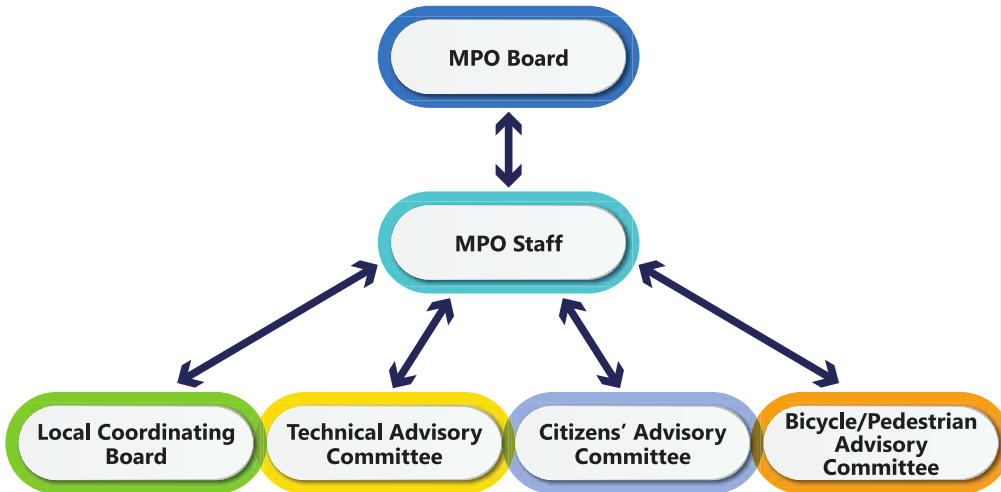 MPO Board
MPO Staff
Local Coordinating
Board
Technical Advisory
Committee
Citizens’ Advisory
Committee
Bicycle/Pedestrian
Advisory
Committee